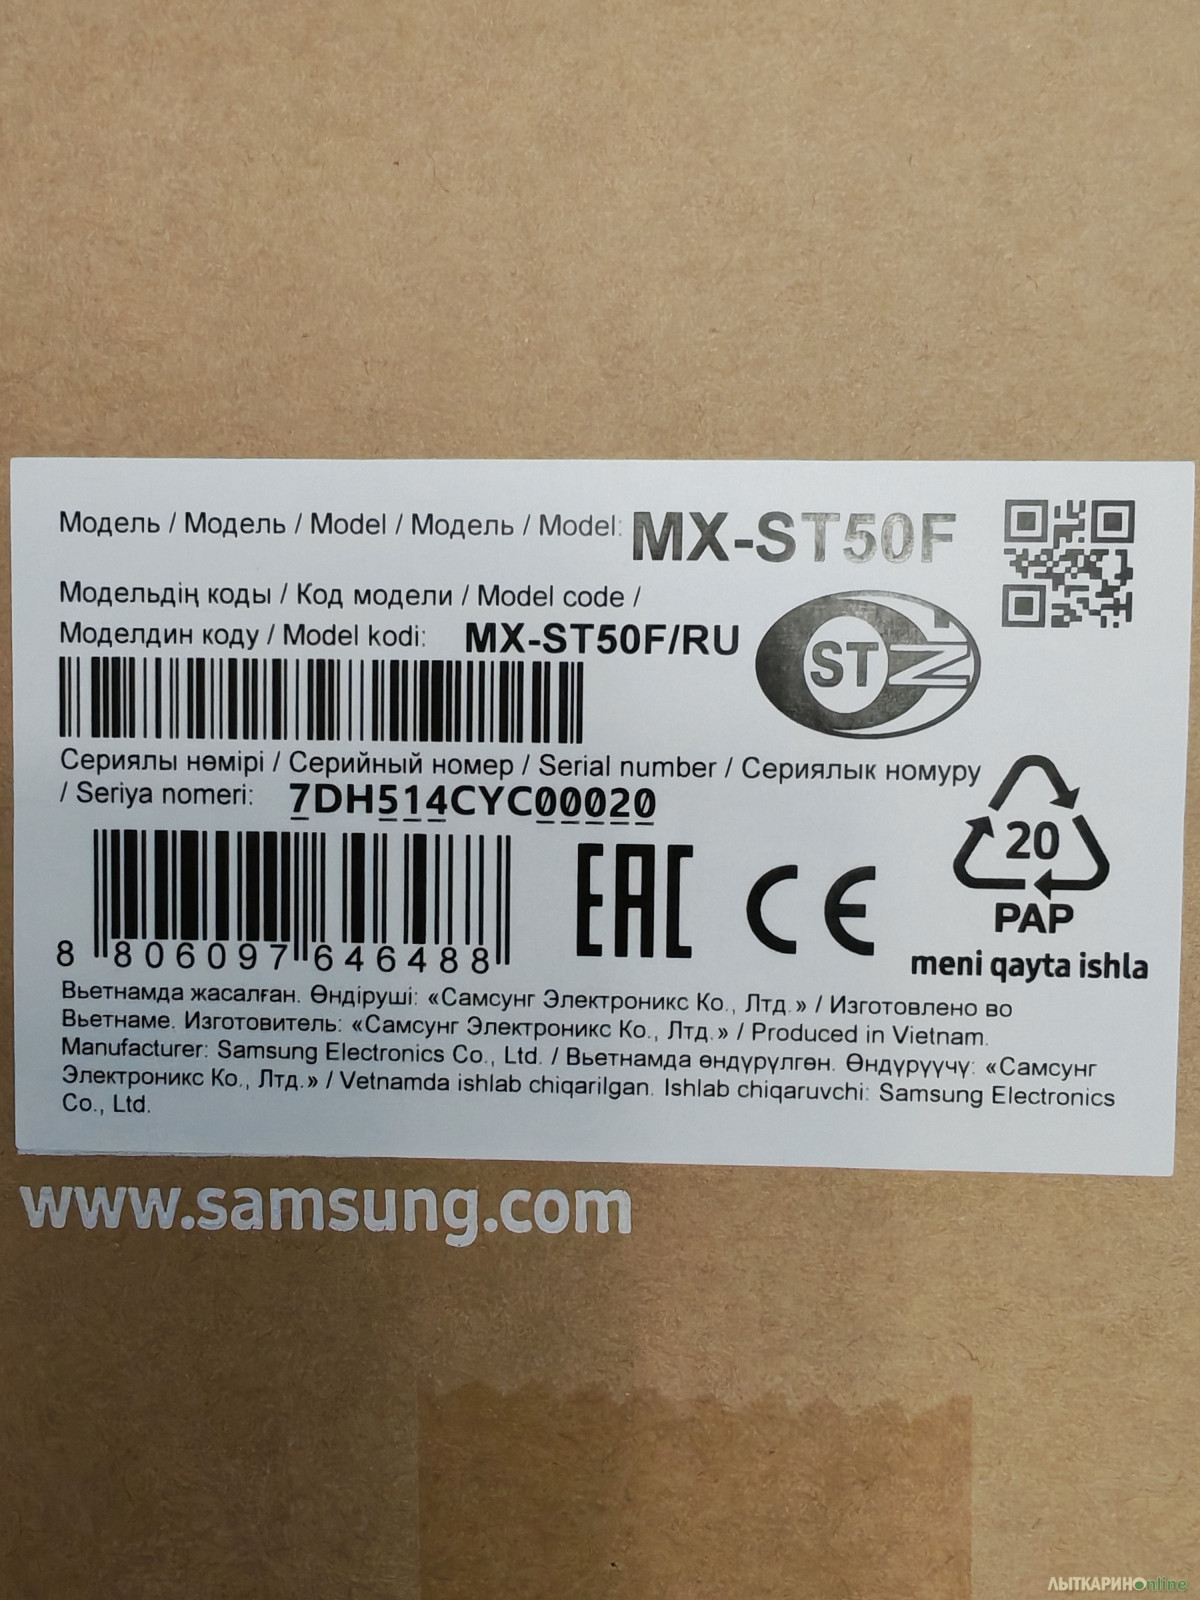 Модель / Модель / Model / Модель / Model: MX-ST50F
Модельдің коды / Код модели / Model code /
Моделдин коду / Model kodi: MX-ST50F/RU
ST
Сериялы нөмірі / Серийный номер / Serial number / Сериялык номуру
/ Seriya nomeri: 7DH514CYC00020
20
PAP
meni qayta ishla
EAC CE
8 806097 646488
Вьетнамда жасалған. Өндіруші: «Самсунг Электроникс Ко., Лтд.» / Изготовлено во
Вьетнаме. Изготовитель: «Самсунг Электроникс Ко., Лтд.» / Produced in Vietnam.
Manufacturer: Samsung Electronics Co., Ltd. / Вьетнамда өндүрүлгөн. Өндүрүүчү: «Самсунг
Электроникс Ко., Лтд.» / Vetnamda ishlab chiqarilgan. Ishlab chiqaruvchi: Samsung Electronics
Co., Ltd.
www.samsung.com
ЛЫТКАРИНОnline